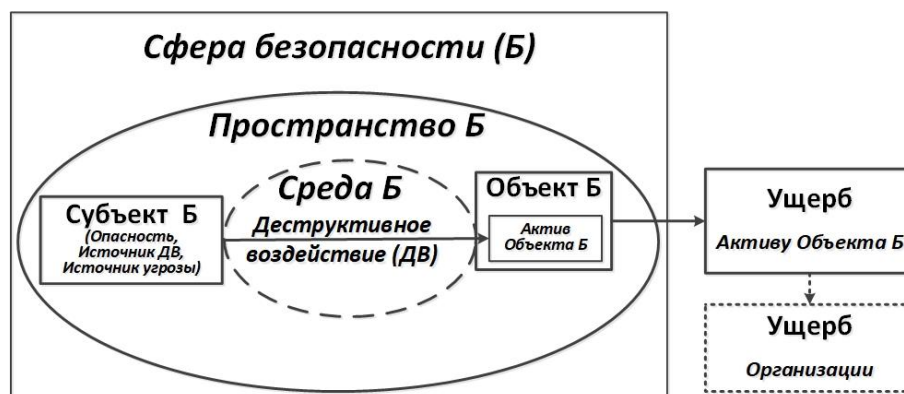 Сфера безопасности (Б)
Пространство Б
Среда Б
Деструктивное
воздействие (ДВ)
Субъект Б
(Опасность,
Источник ДВ,
Источник угрозы)
Объект Б
Актив
Объекта Б
Ущерб
Активу Объекта Б
Ущерб
Организации